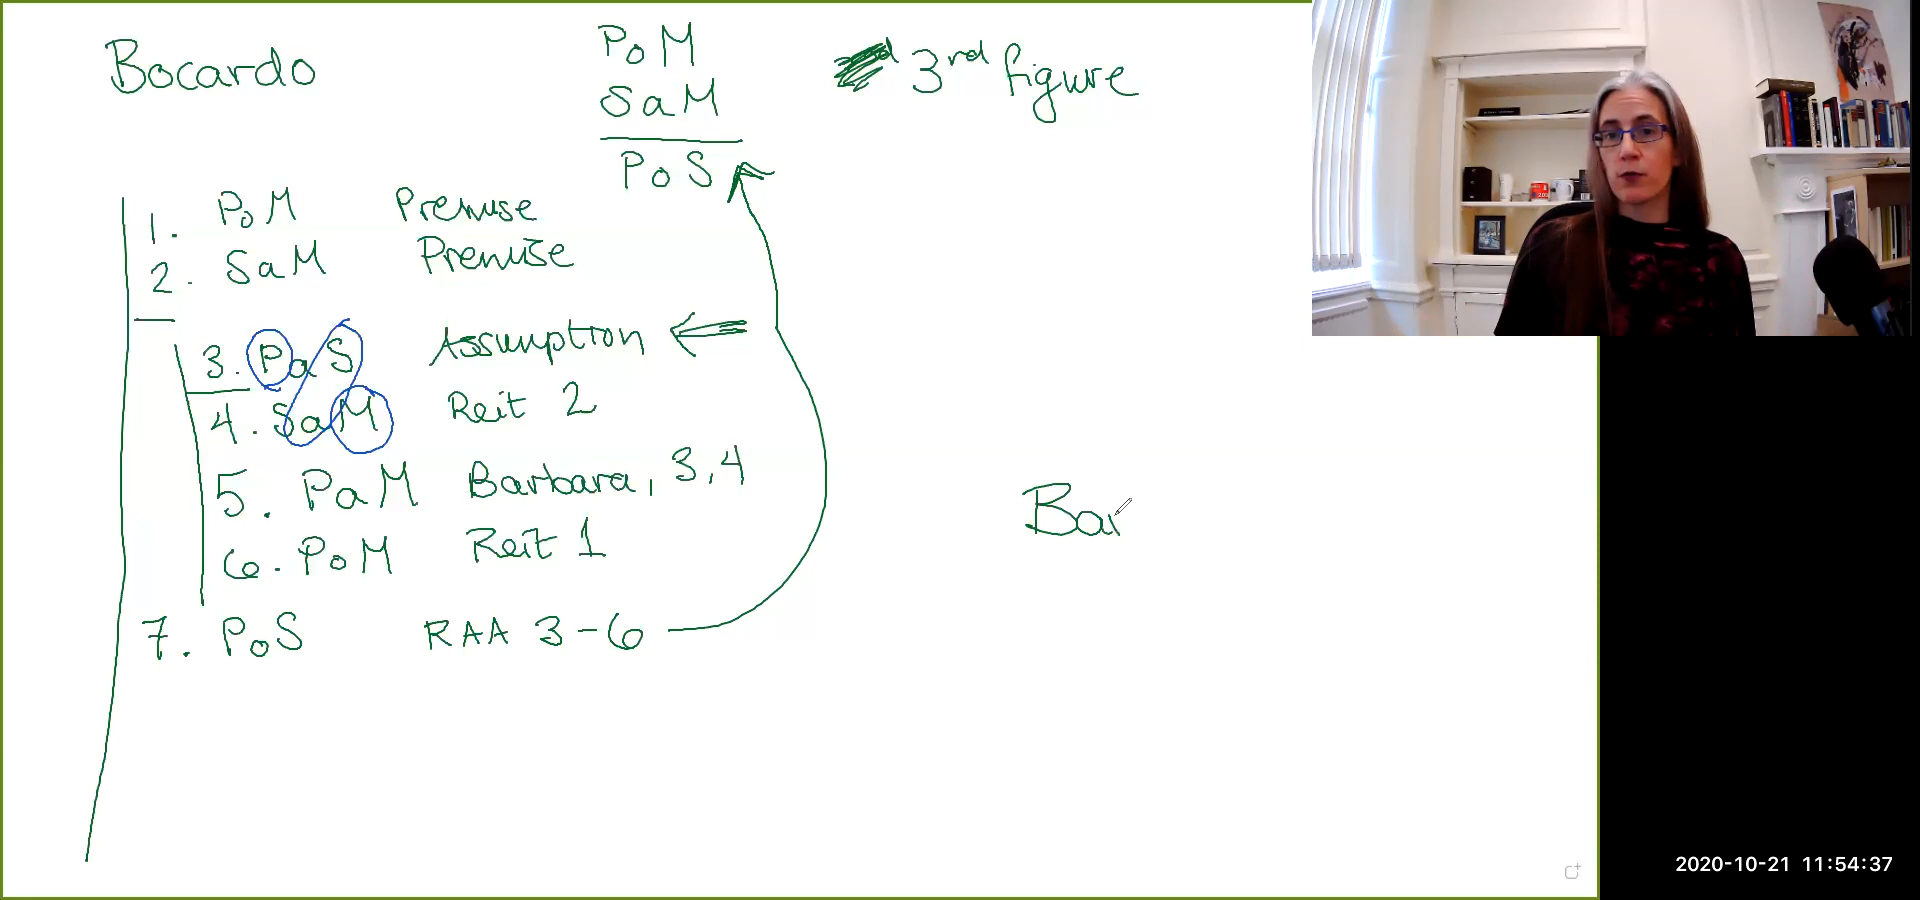 Bocardo
PoM
SaM
PoS
3rd figure
1. PoM Premise
2. SaM Premise
3. PaS Assumption
4. SaM Reit 2
5. PaM Barbara, 3,4
6. PoM Reit 1
7. PoS RAA 3-6
Bar
2020-10-21 11:54:37